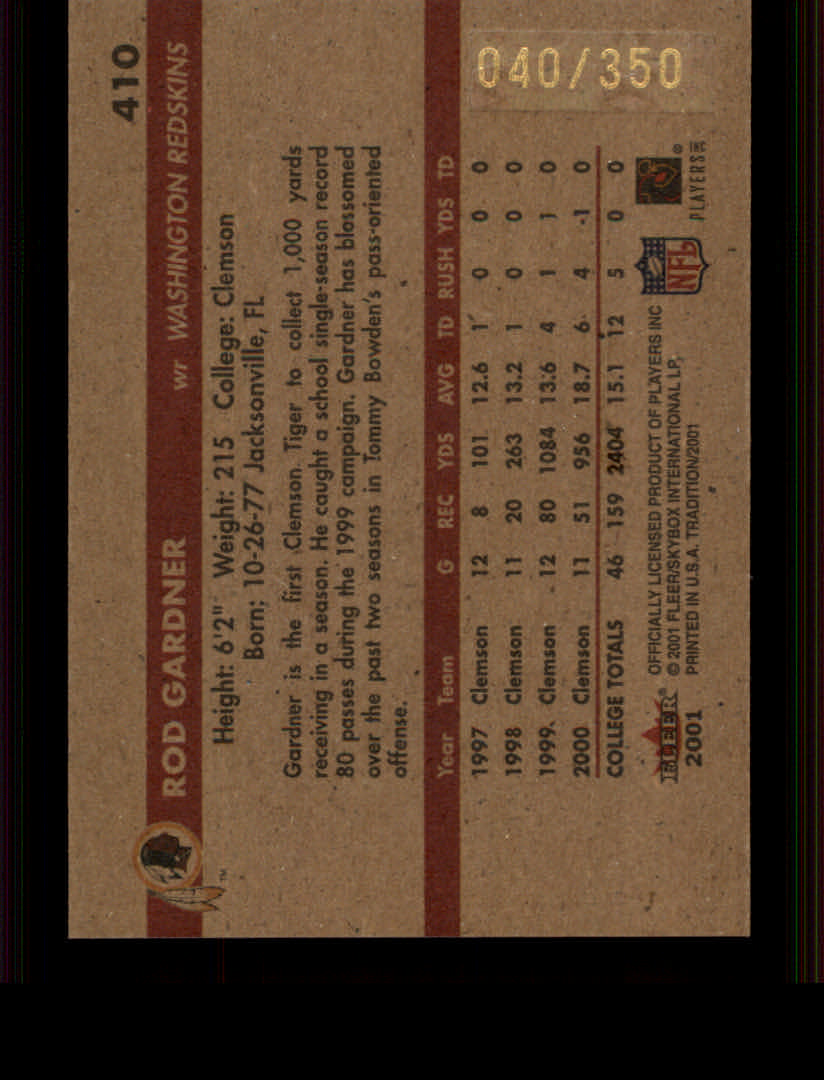 410
ROD GARDNER wr WASHINGTON REDSKINS
TM
Height: 6'2" Weight: 215 College: Clemson
Born: 10-26-77 Jacksonville, FL
Gardner is the first Clemson Tiger to collect 1,000 yards
receiving in a season. He caught a school single-season record
80 passes during the 1999 campaign. Gardner has blossomed
over the past two seasons in Tommy Bowden's pass-oriented
offense.
Year Team G REC YDS AVG TD RUSH YDS TD
1997 Clemson 12 8 101 12.6 1 0 0 0
1998 Clemson 11 20 263 13.2 1 0 0 0
1999 Clemson 12 80 1084 13.6 4 1 1 0
2000 Clemson 11 51 956 18.7 6 4 -1 0
COLLEGE TOTALS 46 159 2404 15.1 12 5 0 0
040/350
FLEER®
2001
OFFICIALLY LICENSED PRODUCT OF PLAYERS INC
© 2001 FLEER/SKYBOX INTERNATIONAL LP,
PRINTED IN U.S.A. TRADITION/2001
NFL
®
PLAYERS INC